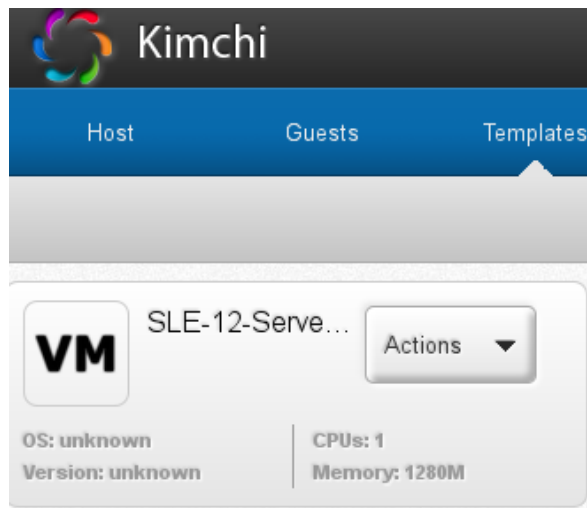 Kimchi
Host Guests Templates
VM
SLE-12-Serve...
Actions
OS: unknown
Version: unknown
CPUs: 1
Memory: 1280M